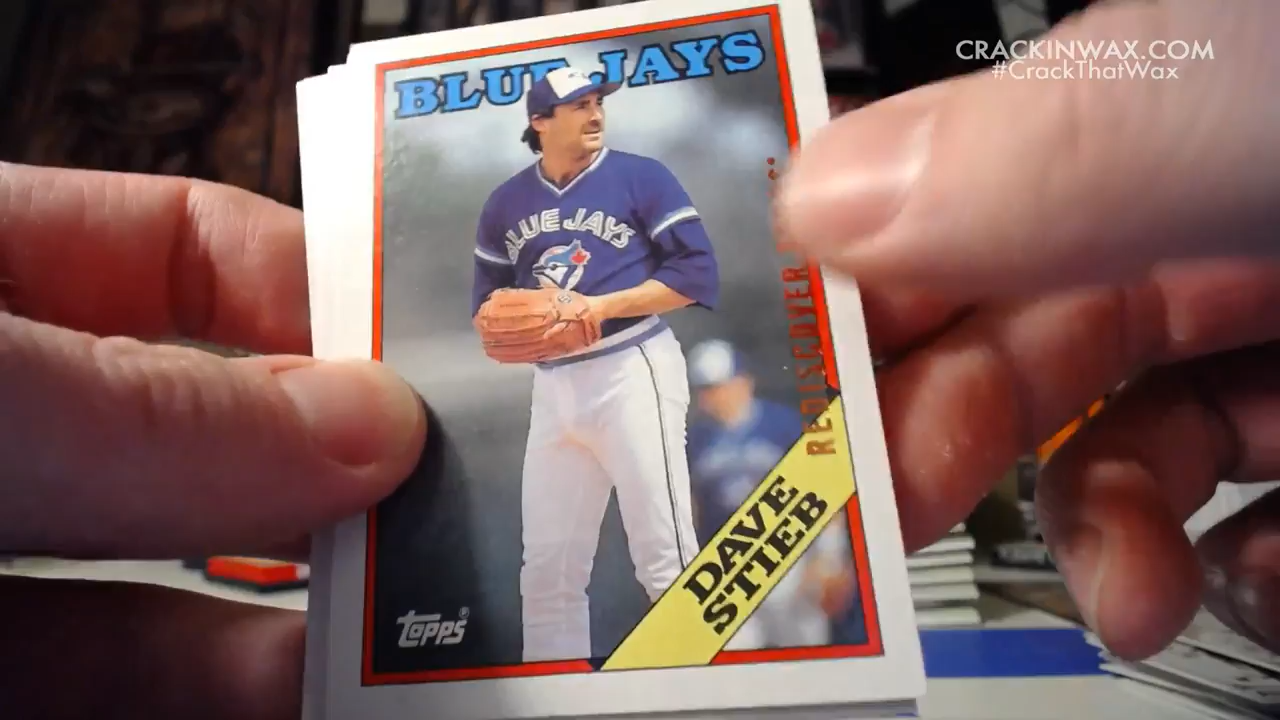 CRACKINWAX.COM
#CrackThatWax
BLUE JAYS
BLUE JAYS
REDISCOVER
DAVE
STIEB
Topps